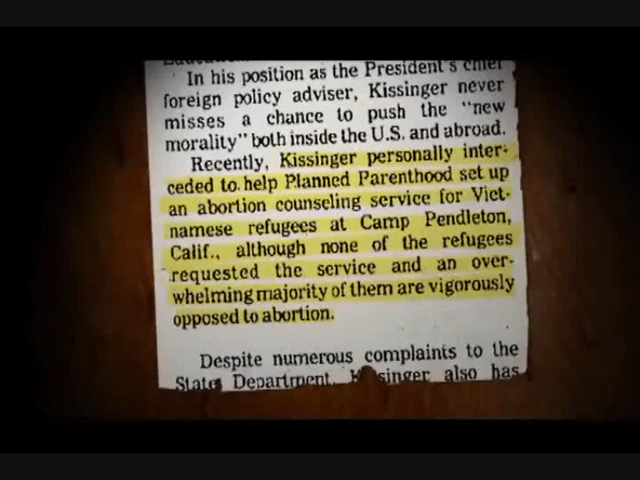 In his position as the President's chief
foreign policy adviser, Kissinger never
misses a chance to push the "new
morality" both inside the U.S. and abroad.
Recently, Kissinger personally inter-
ceded to help Planned Parenthood set up
an abortion counseling service for Viet-
namese refugees at Camp Pendleton,
Calif., although none of the refugees
requested the service and an over-
whelming majority of them are vigorously
opposed to abortion.
Despite numerous complaints to the
State Department, Kissinger also has